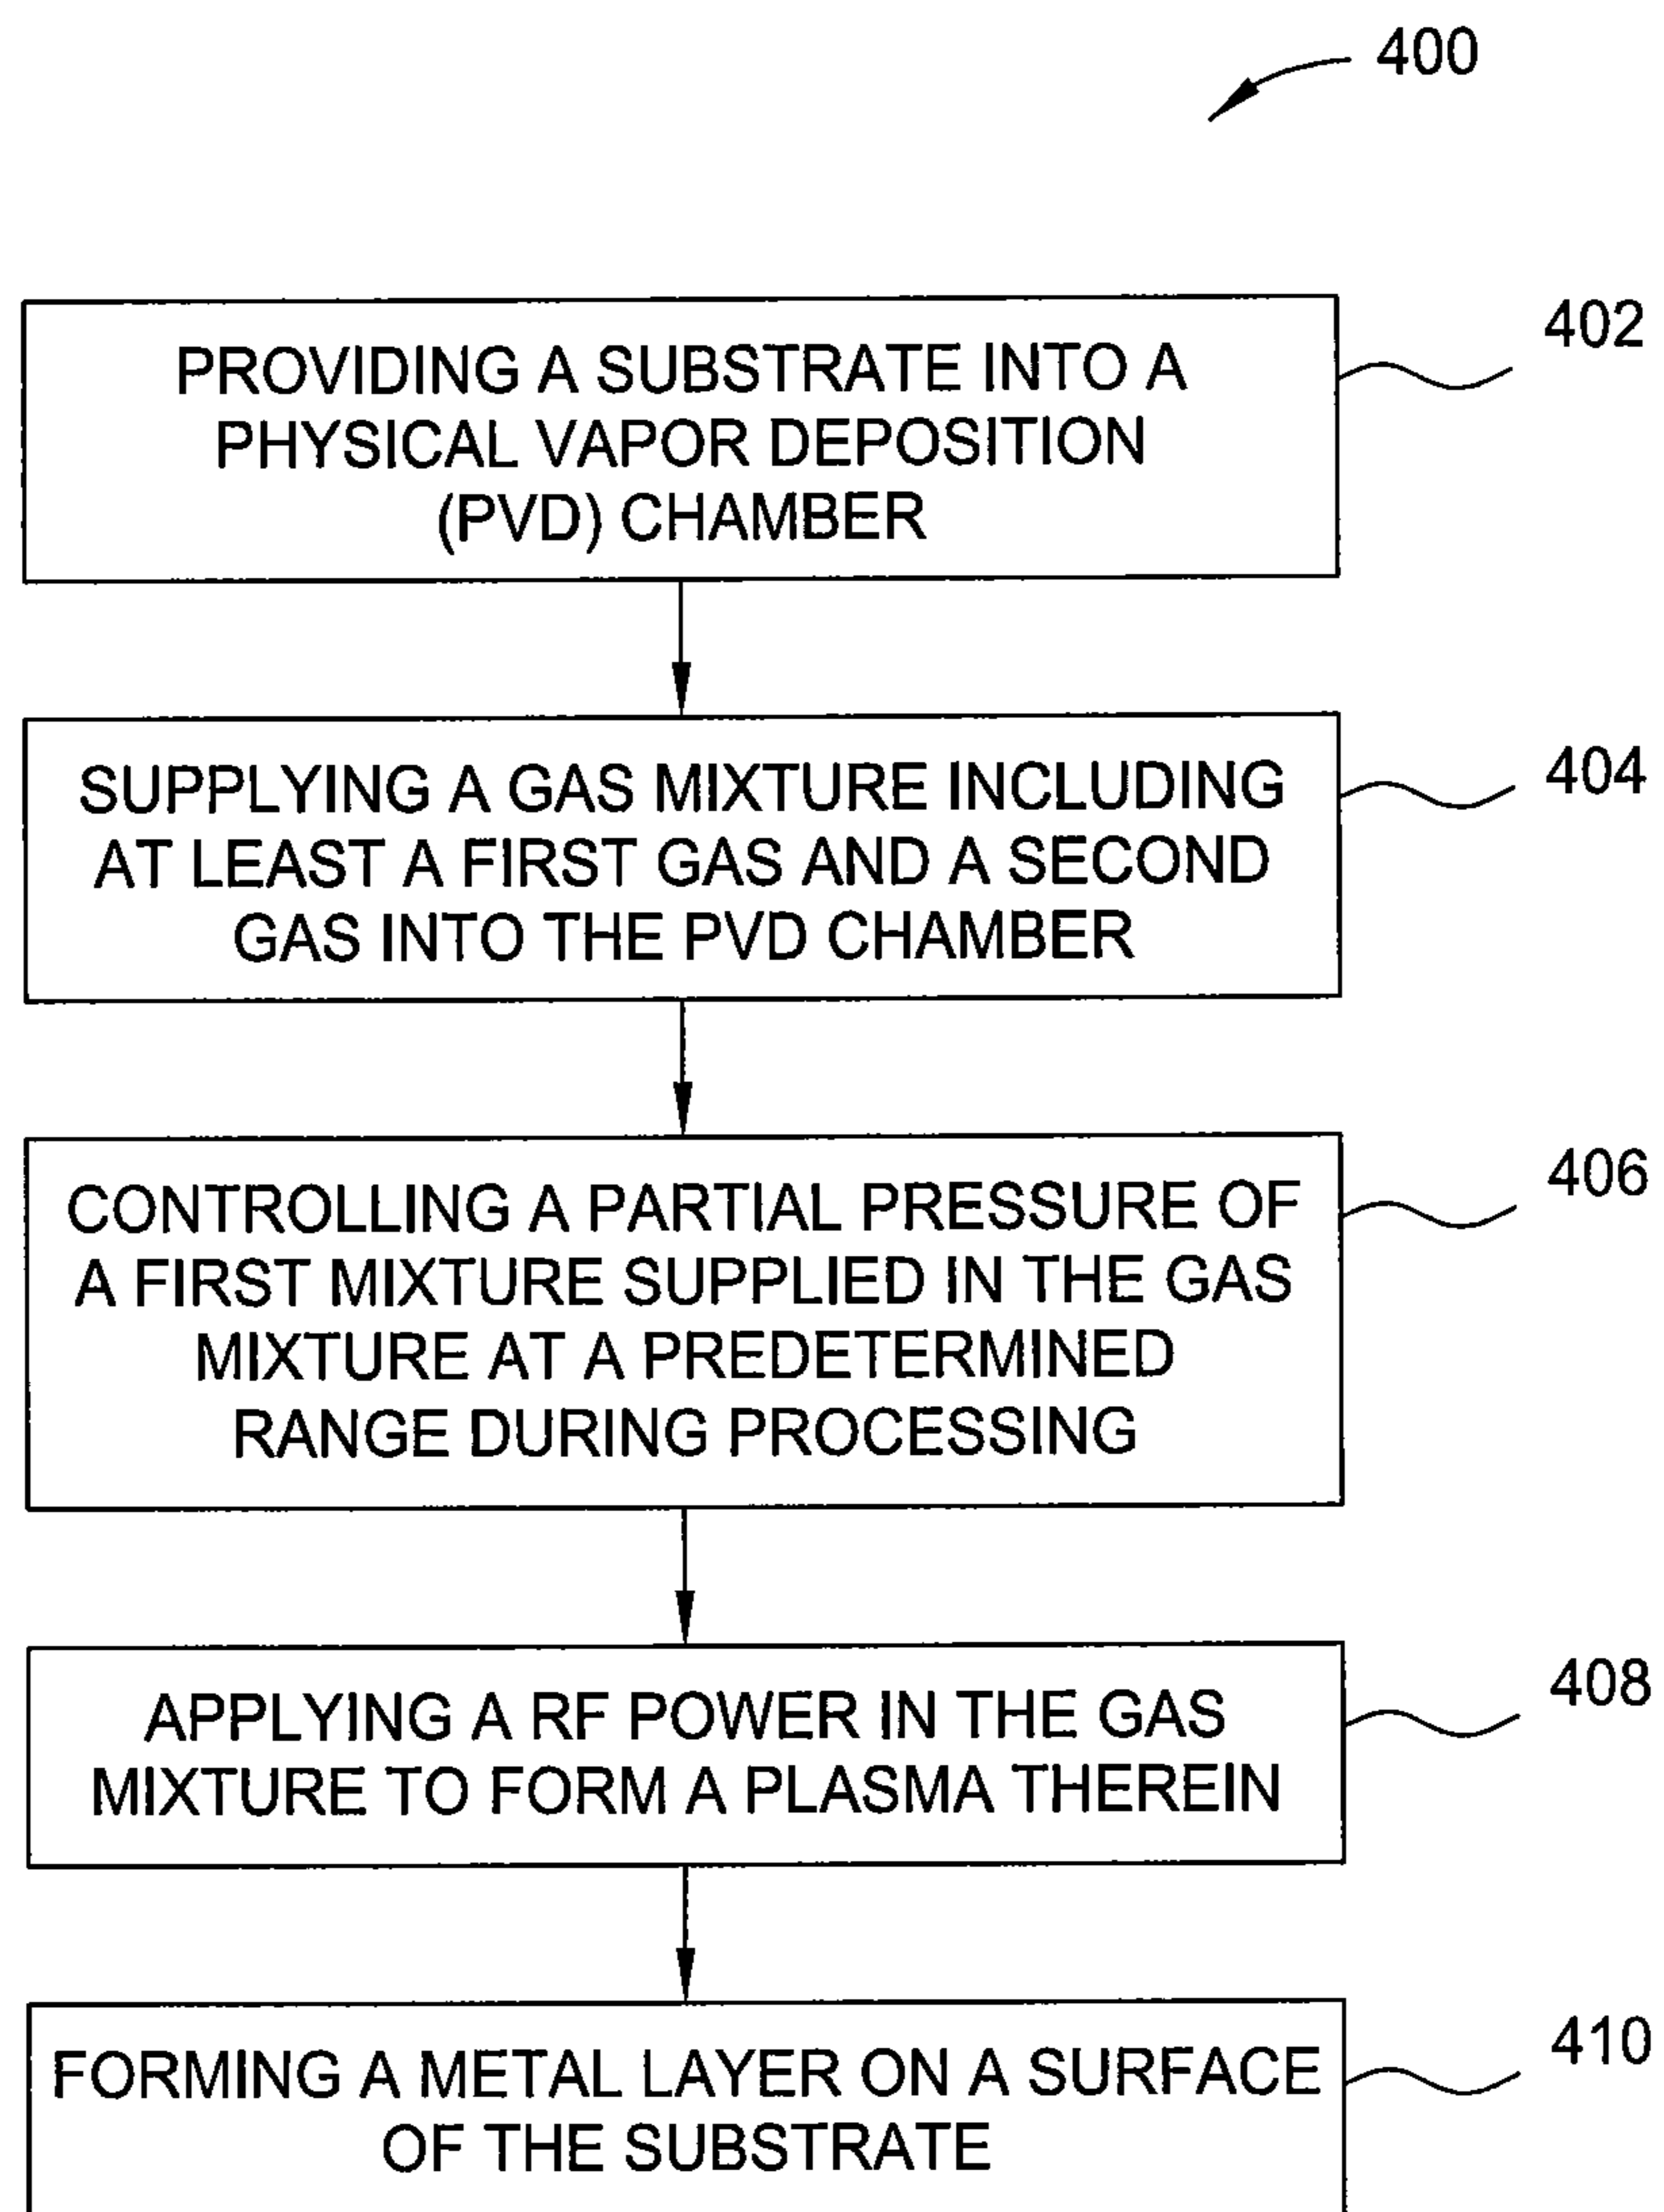 400
PROVIDING A SUBSTRATE INTO A
PHYSICAL VAPOR DEPOSITION
(PVD) CHAMBER
402
SUPPLYING A GAS MIXTURE INCLUDING
AT LEAST A FIRST GAS AND A SECOND
GAS INTO THE PVD CHAMBER
404
CONTROLLING A PARTIAL PRESSURE OF
A FIRST MIXTURE SUPPLIED IN THE GAS
MIXTURE AT A PREDETERMINED
RANGE DURING PROCESSING
406
APPLYING A RF POWER IN THE GAS
MIXTURE TO FORM A PLASMA THEREIN
408
FORMING A METAL LAYER ON A SURFACE
OF THE SUBSTRATE
410